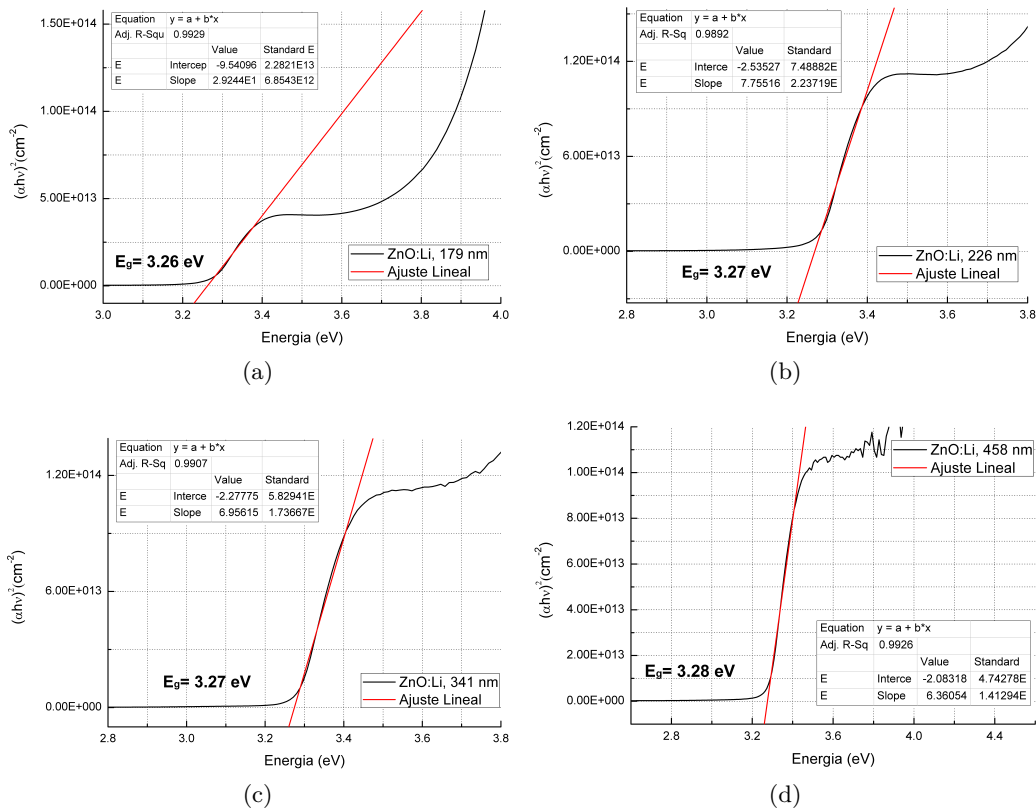 Equation y = a + b*x
Adj. R-Squ 0.9929
Value Standard E
E Intercep -9.54096 2.2821E13
E Slope 2.9244E1 6.8543E12
1.50E+014
1.00E+014
5.00E+013
0.00E+000
(αhν)²(cm⁻²)
E₉= 3.26 eV
ZnO:Li, 179 nm
Ajuste Lineal
3.0 3.2 3.4 3.6 3.8 4.0
Energia (eV)
(a)
Equation y = a + b*x
Adj. R-Sq 0.9892
Value Standard
E Interce -2.53527 7.48882E
E Slope 7.75516 2.23719E
1.20E+014
6.00E+013
0.00E+000
(αhν)²(cm⁻²)
E₉= 3.27 eV
ZnO:Li, 226 nm
Ajuste Lineal
2.8 3.0 3.2 3.4 3.6 3.8
Energia (eV)
(b)
Equation y = a + b*x
Adj. R-Sq 0.9907
Value Standard
E Interce -2.27775 5.82941E
E Slope 6.95615 1.73667E
1.20E+014
6.00E+013
0.00E+000
(αhν)²(cm⁻²)
E₉= 3.27 eV
ZnO:Li, 341 nm
Ajuste Lineal
2.8 3.0 3.2 3.4 3.6 3.8
Energia (eV)
(c)
1.20E+014
1.00E+014
8.00E+013
6.00E+013
4.00E+013
2.00E+013
0.00E+000
(αhν)²(cm⁻²)
ZnO:Li, 458 nm
Ajuste Lineal
E₉= 3.28 eV
Equation y = a + b*x
Adj. R-Sq 0.9926
Value Standard
E Interce -2.08318 4.74278E
E Slope 6.36054 1.41294E
2.8 3.2 3.6 4.0 4.4
Energia (eV)
(d)